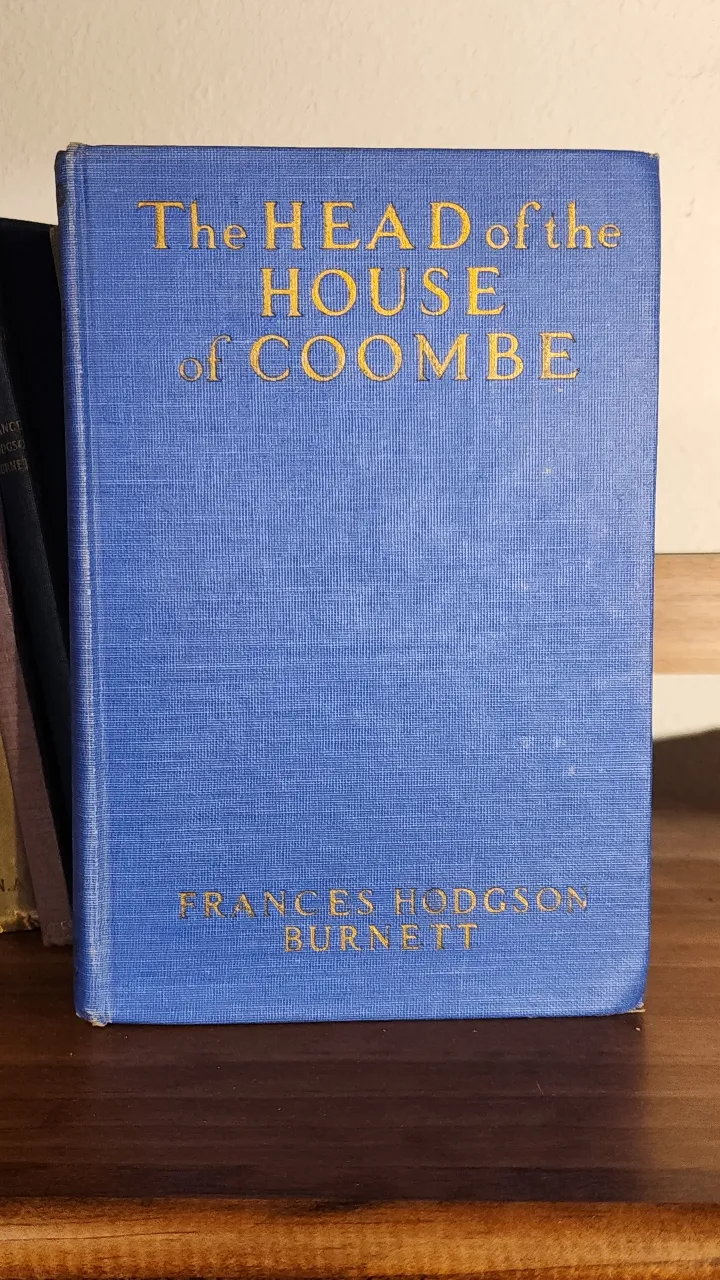 The HEAD of the
HOUSE
of COOMBE
FRANCES HODGSON
BURNETT